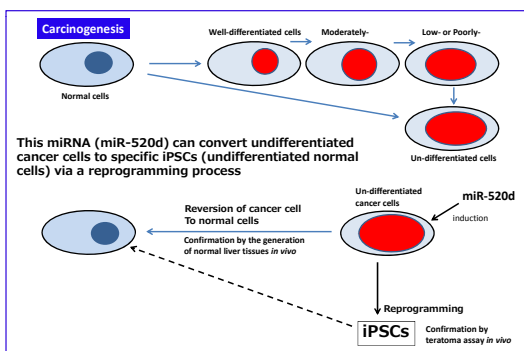 Carcinogenesis
Well-differentiated cells
Moderately-
Low- or Poorly-
Normal cells
Un-differentiated cells
This miRNA (miR-520d) can convert undifferentiated
cancer cells to specific iPSCs (undifferentiated normal
cells) via a reprogramming process
Un-differentiated
cancer cells
miR-520d
induction
Reversion of cancer cell
To normal cells
Confirmation by the generation
of normal liver tissues in vivo
Reprogramming
iPSCs
Confirmation by
teratoma assay in vivo